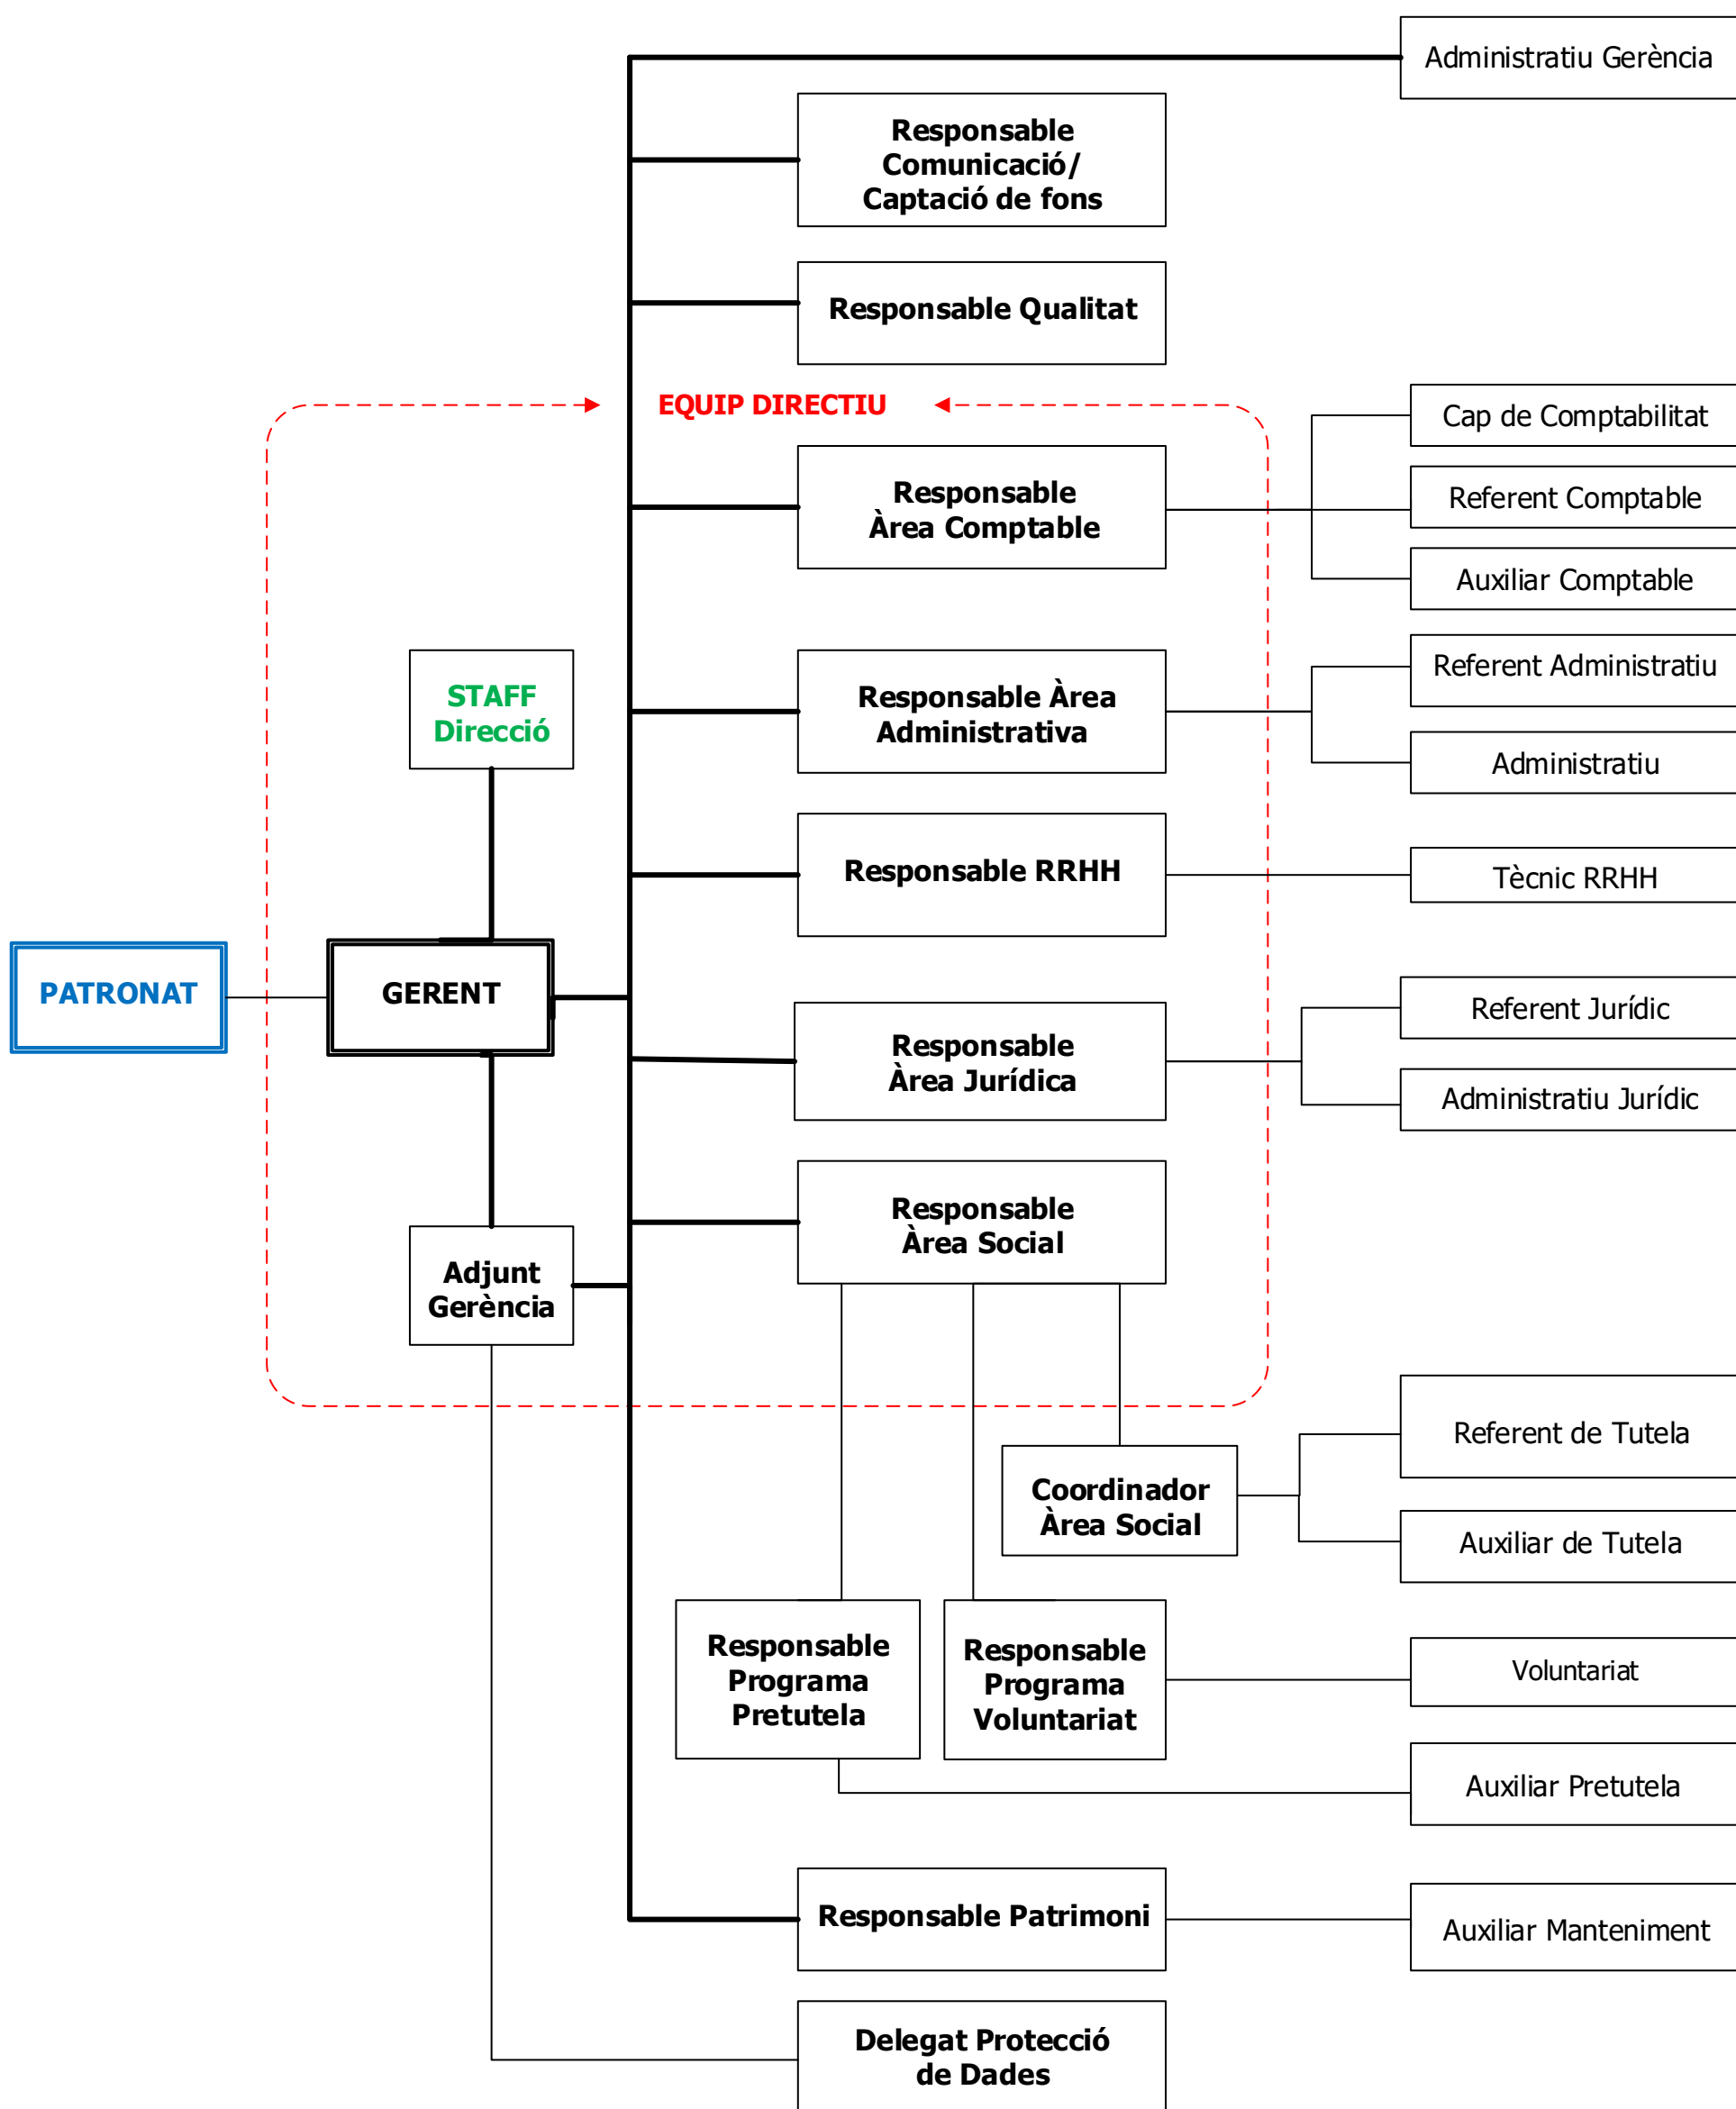 Administratiu Gerència
Responsable
Comunicació/
Captació de fons
Responsable Qualitat
EQUIP DIRECTIU
Cap de Comptabilitat
Responsable
Àrea Comptable
Referent Comptable
Auxiliar Comptable
STAFF
Direcció
Responsable Àrea
Administrativa
Referent Administratiu
Administratiu
Responsable RRHH
Tècnic RRHH
PATRONAT
GERENT
Responsable
Àrea Jurídica
Referent Jurídic
Administratiu Jurídic
Responsable
Àrea Social
Adjunt
Gerència
Coordinador
Àrea Social
Referent de Tutela
Auxiliar de Tutela
Responsable
Programa
Pretutela
Responsable
Programa
Voluntariat
Voluntariat
Auxiliar Pretutela
Responsable Patrimoni
Auxiliar Manteniment
Delegat Protecció
de Dades